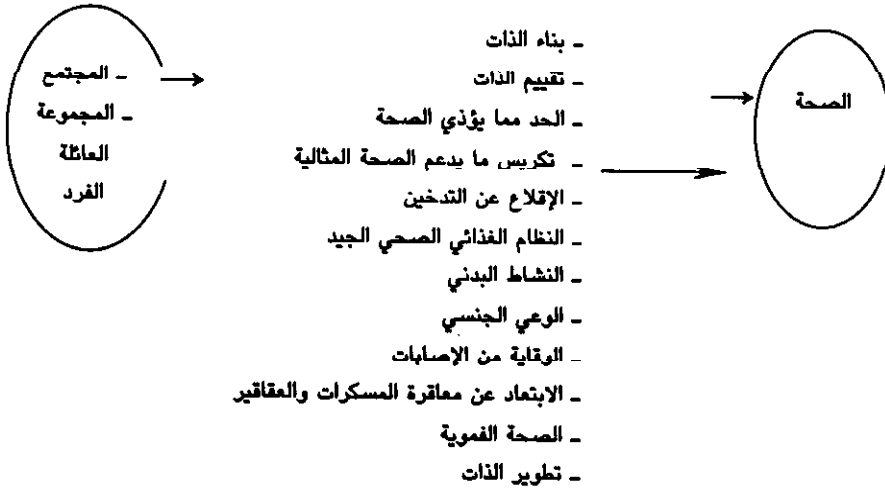 - المجتمع
- المجموعة
العائلة
الفرد
- بناء الذات
- تقييم الذات
- الحد مما يؤذي الصحة
- تكريس ما يدعم الصحة المثالية
- الإقلاع عن التدخين
- النظام الغذائي الصحي الجيد
- النشاط البدني
- الوعي الجنسي
- الوقاية من الإصابات
- الابتعاد عن معاقرة المسكرات والعقاقير
- الصحة الفموية
- تطوير الذات
الصحة